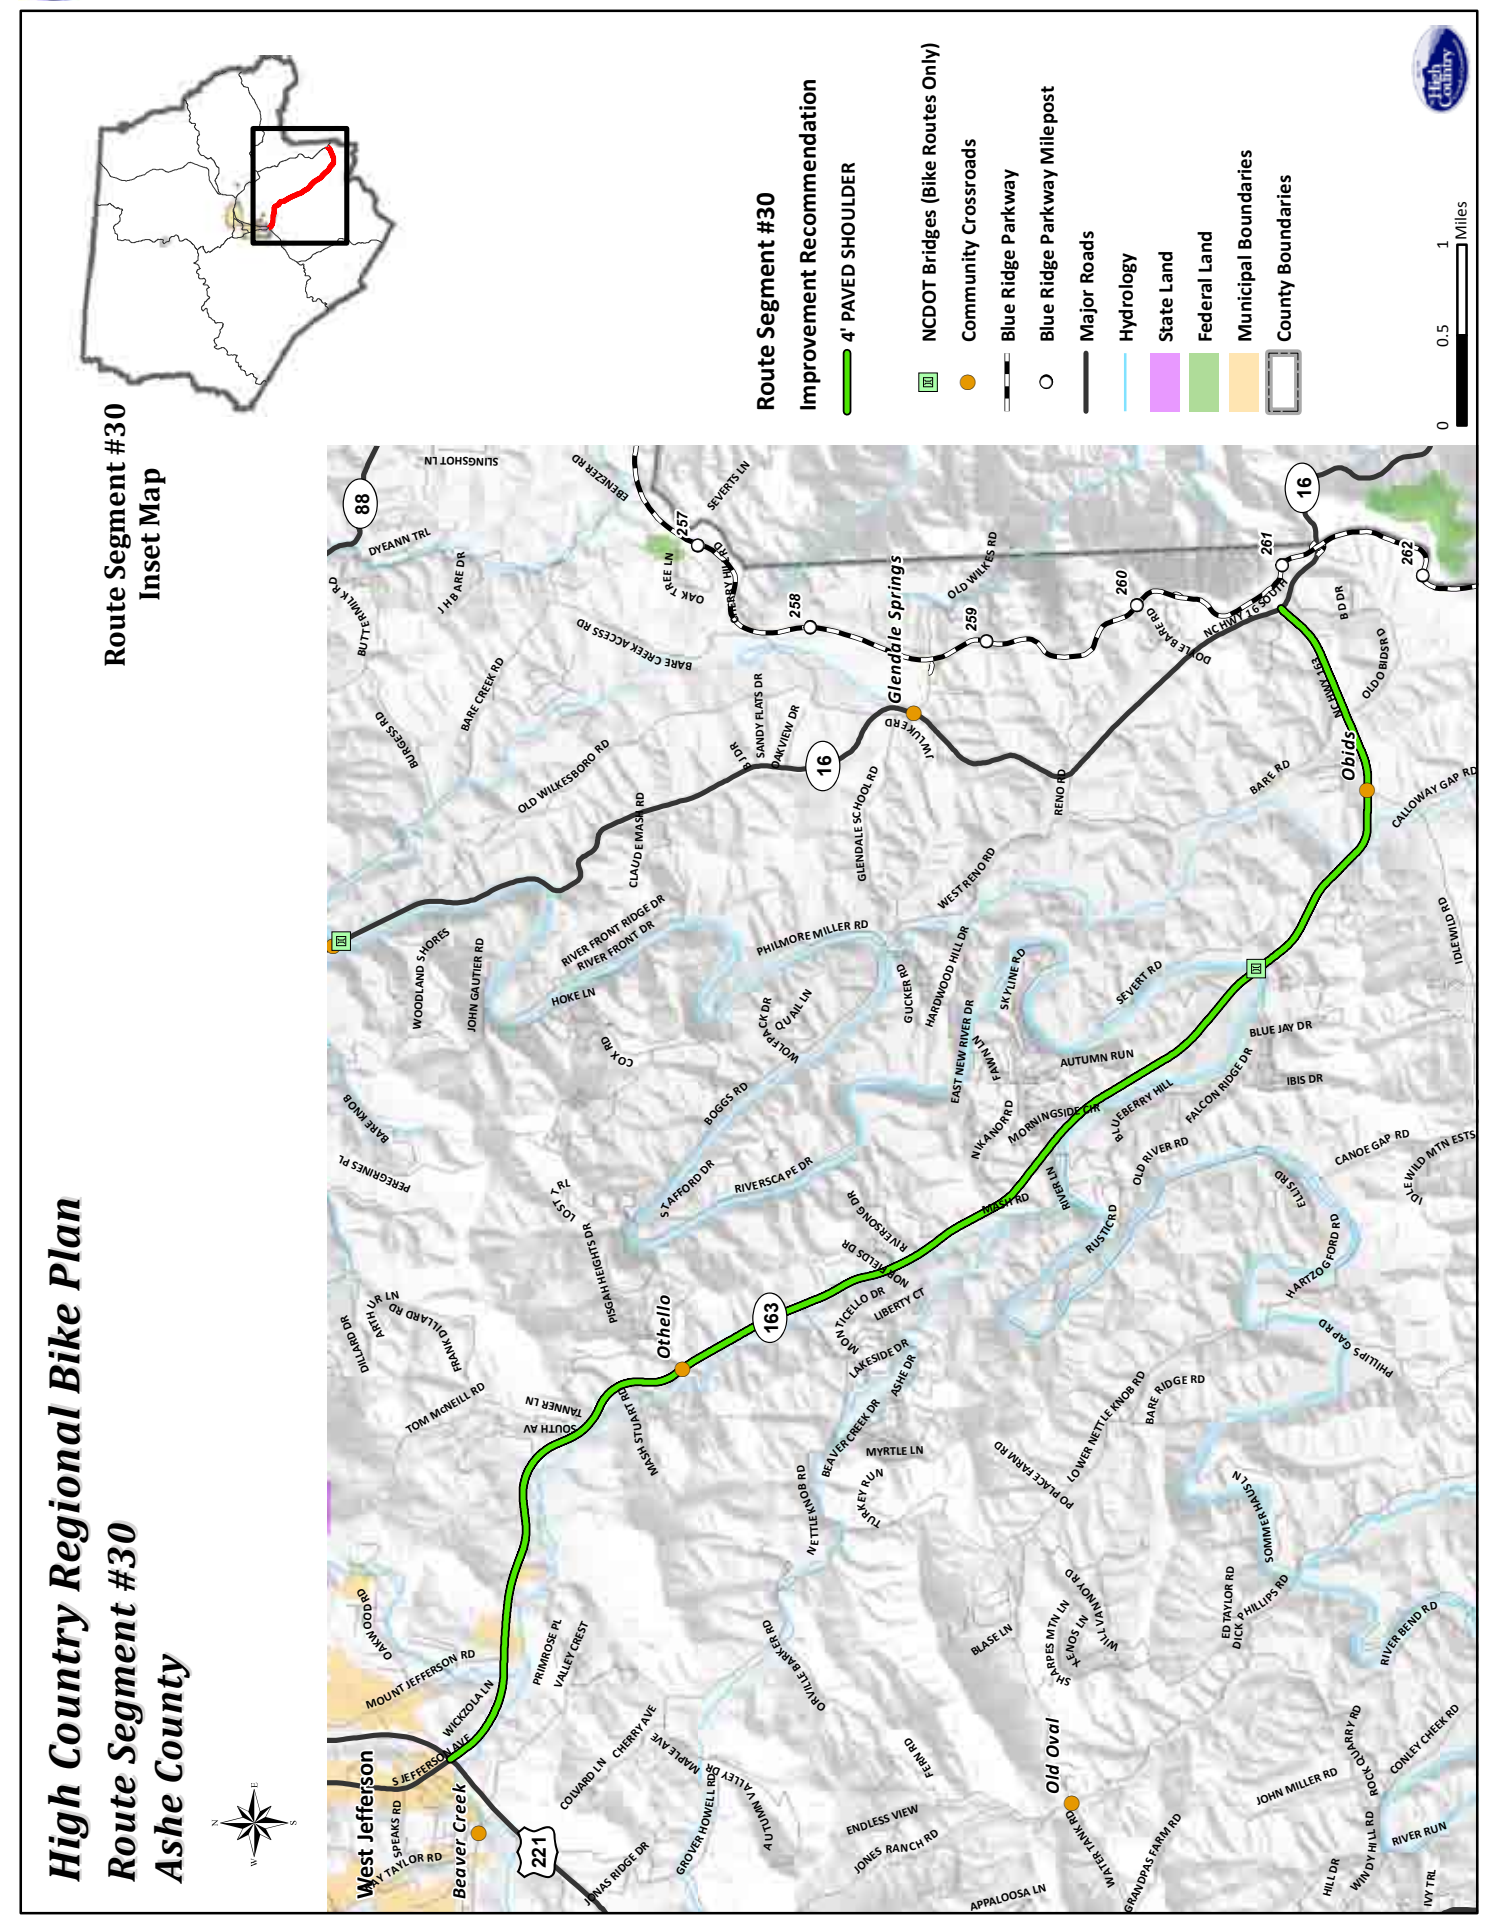 High Country Regional Bike Plan
Route Segment #30
Ashe County
N
E
S
W
Route Segment #30
Inset Map
Route Segment #30
Improvement Recommendation
4' PAVED SHOULDER
NCDOT Bridges (Bike Routes Only)
Community Crossroads
Blue Ridge Parkway
Blue Ridge Parkway Milepost
Major Roads
Hydrology
State Land
Federal Land
Municipal Boundaries
County Boundaries
0
0.5
1
Miles
High
Country
West Jefferson
Beaver Creek
Othello
Old Oval
Obids
Glendale Springs
88
16
16
163
221
257
258
259
260
261
262
SLINGSHOT LN
EBENEZER RD
SEVERTS LN
DYEANN TRL
BUTTERMILK RD
J H BARE DR
OAK TREE LN
CHERRY HILL RD
BARE CREEK ACCESS RD
BARE CREEK RD
BURGESS RD
OLD WILKESBORO RD
CLAUDE MASH RD
BJ DR
SANDY FLATS DR
OAKVIEW DR
JW LUKE RD
OLD WILKES RD
DOYLE BARE RD
NC HWY 16 SOUTH
NC HWY 163
B D DR
OLD OBIDS RD
GLENDALE SCHOOL RD
RENO RD
WEST RENO RD
BARE RD
CALLOWAY GAP RD
IDLEWILD RD
WOODLAND SHORES
JOHN GAUTIER RD
RIVER FRONT RIDGE DR
RIVER FRONT DR
HOKE LN
COX RD
PHILMORE MILLER RD
WOLFPACK DR
QUAIL LN
GUCKER RD
HARDWOOD HILL DR
EAST NEW RIVER DR
SKYLINE RD
FAWN LN
SEVERT RD
AUTUMN RUN
BLUE JAY DR
IBIS DR
FALCON RIDGE DR
BLUEBERRY HILL
MORNINGSIDE CIR
NIKANOR RD
BOGGS RD
STAFFORD DR
RIVERSCAPE DR
RIVERSONG DR
NORFIELDS DR
MASH RD
RIVER LN
OLD RIVER RD
RUSTIC RD
ELLIS RD
HARTZOG FORD RD
CANOE GAP RD
IDLEWILD MTN ESTS
PHILLIPS GAP RD
BARE KNOB
PEREGRINES PL
LOST TRL
PISGAH HEIGHTS DR
DILLARD DR
ARTHUR LN
FRANK DILLARD RD
TOM McNEILL RD
TANNER LN
SOUTH AV
MASH STUART RD
MONTICELLO DR
LIBERTY CT
LAKESIDE DR
ASHE DR
BEAVER CREEK DR
MYRTLE LN
TURKEY RUN
NETTLE KNOB RD
PO PLACE FARM RD
LOWER NETTLE KNOB RD
BARE RIDGE RD
SOMMERHAUS LN
ED TAYLOR RD
DICK PHILLIPS RD
RIVER BEND RD
OAKWOOD RD
MOUNT JEFFERSON RD
PRIMROSE PL
VALLEY CREST
WICKZOLA LN
S JEFFERSON AVE
SPEAKS RD
RAY TAYLOR RD
COLVARD LN
CHERRY AVE
MAPLE AVE
GROVER HOWELL RD
AUTUMN VALLEY DR
JONAS RIDGE DR
ORVILLE BARKER RD
BLASE LN
SHARPES MTN LN
XENOS LN
WILL VANNOY RD
FERN RD
ENDLESS VIEW
JONES RANCH RD
APPALOOSA LN
WATER TANK RD
GRANDPAS FARM RD
JOHN MILLER RD
ROCK QUARRY RD
CONLEY CHEEK RD
RIVER RUN
WINDY HILL RD
HILL DR
IVY TRL